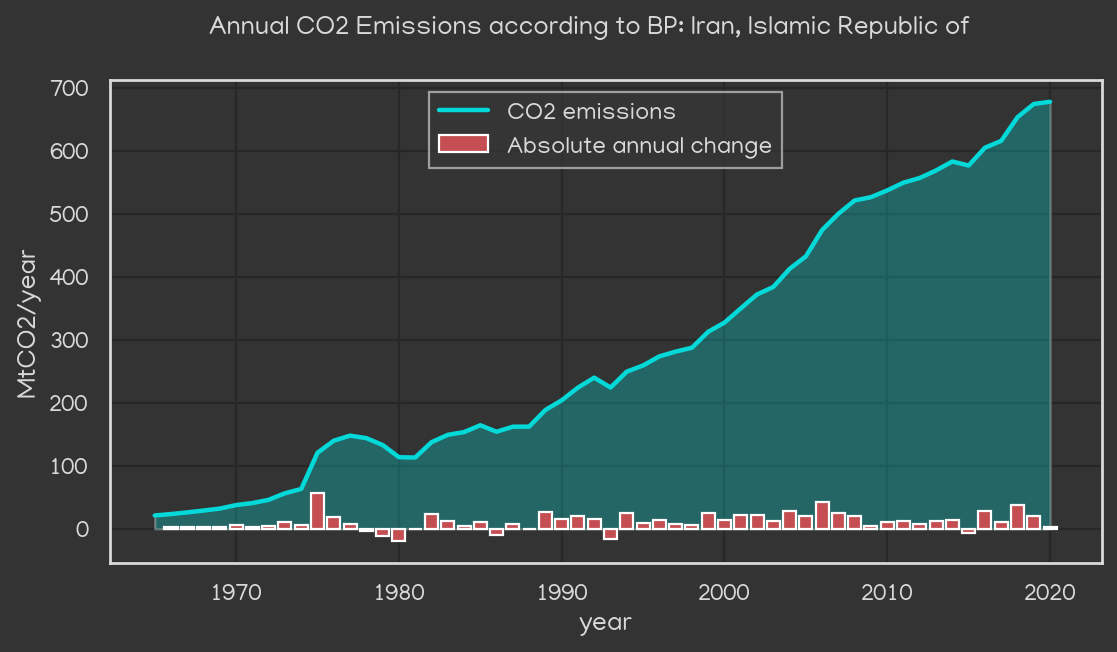 Annual CO2 Emissions according to BP: Iran, Islamic Republic of
CO2 emissions
Absolute annual change
MtCO2/year
700
600
500
400
300
200
100
0
1970 1980 1990 2000 2010 2020
year